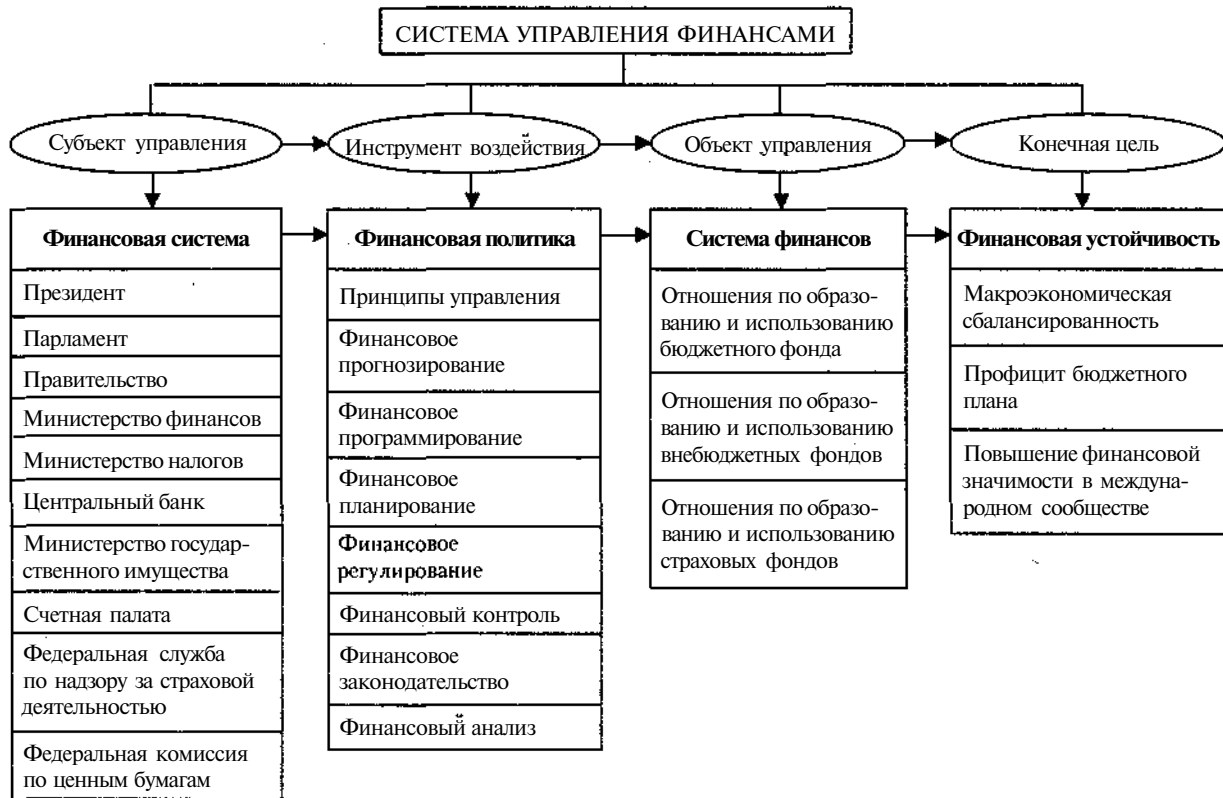 СИСТЕМА УПРАВЛЕНИЯ ФИНАНСАМИ
Субъект управления
Инструмент воздействия
Объект управления
Конечная цель
Финансовая система
Президент
Парламент
Правительство
Министерство финансов
Министерство налогов
Центральный банк
Министерство государ-
ственного имущества
Счетная палата
Федеральная служба
по надзору за страховой
деятельностью
Федеральная комиссия
по ценным бумагам
Финансовая политика
Принципы управления
Финансовое
прогнозирование
Финансовое
программирование
Финансовое
планирование
Финансовое
регулирование
Финансовый контроль
Финансовое
законодательство
Финансовый анализ
Система финансов
Отношения по образо-
ванию и использованию
бюджетного фонда
Отношения по образо-
ванию и использованию
внебюджетных фондов
Отношения по образо-
ванию и использованию
страховых фондов
Финансовая устойчивость
Макроэкономическая
сбалансированность
Профицит бюджетного
плана
Повышение финансовой
значимости в междуна-
родном сообществе